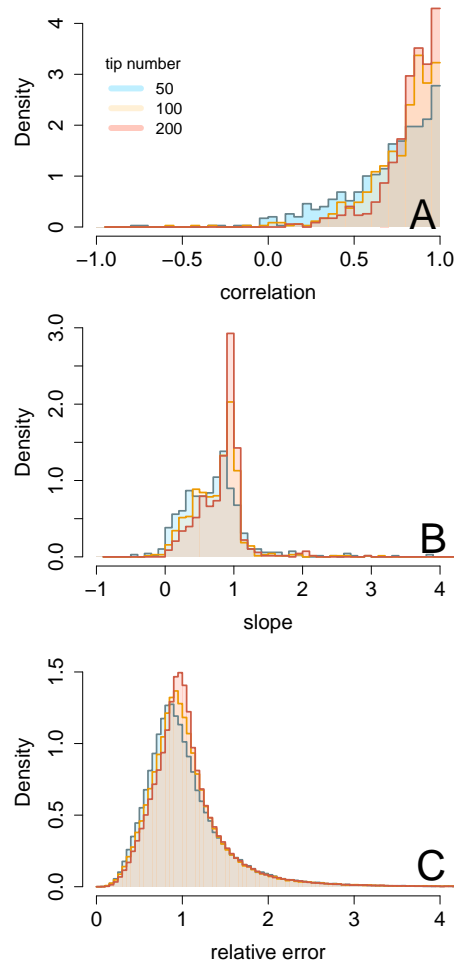 4
3
2
1
0
Density
tip number
50
100
200
A
−1.0 −0.5 0.0 0.5 1.0
correlation
3.0
2.0
1.0
0.0
Density
B
−1 0 1 2 3 4
slope
1.5
1.0
0.5
0.0
Density
C
0 1 2 3 4
relative error